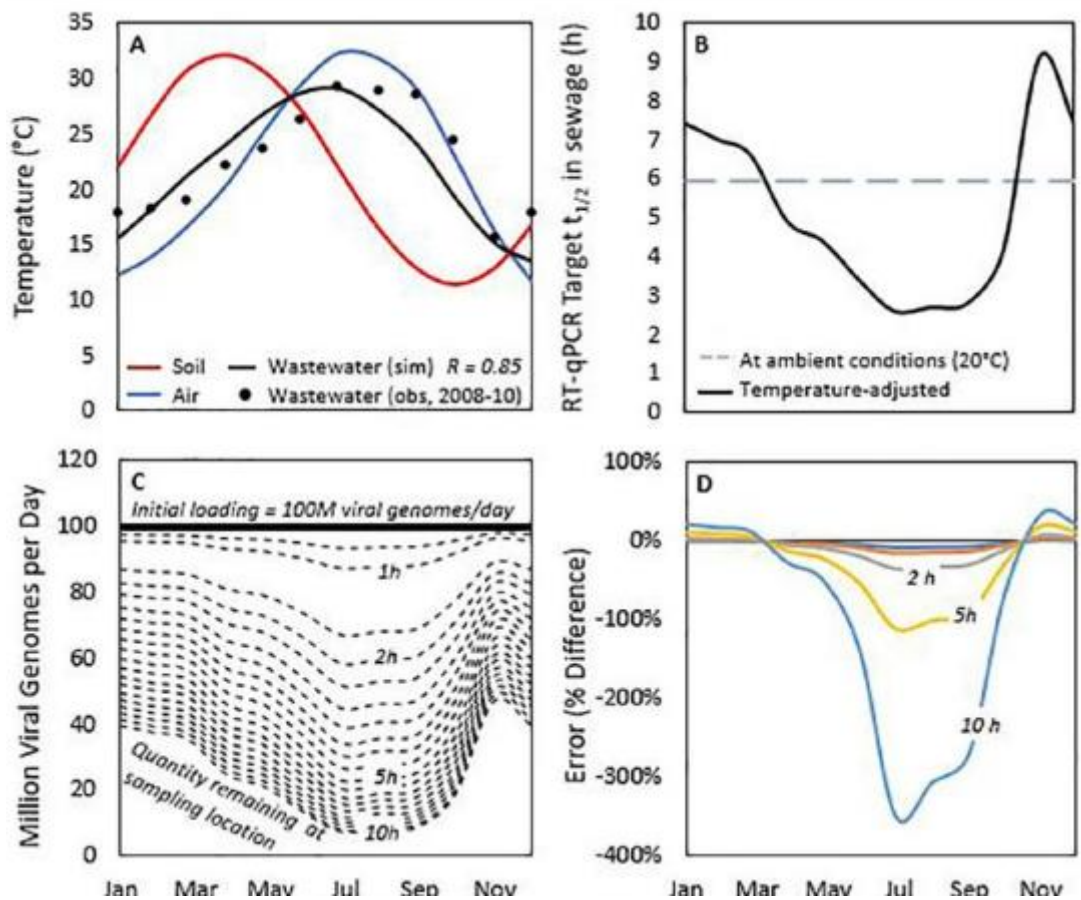 A
Temperature (°C)
35
30
25
20
15
10
5
0
Soil
Wastewater (sim) R = 0.85
Air
Wastewater (obs, 2008-10)
B
RT-qPCR Target t1/2 in sewage (h)
10
9
8
7
6
5
4
3
2
1
0
At ambient conditions (20°C)
Temperature-adjusted
C
Million Viral Genomes per Day
120
100
80
60
40
20
0
Initial loading = 100M viral genomes/day
1h
2h
5h
10h
Quantity remaining at
sampling location
Jan Mar May Jul Sep Nov
D
Error (% Difference)
100%
0%
-100%
-200%
-300%
-400%
2 h
5h
10 h
Jan Mar May Jul Sep Nov